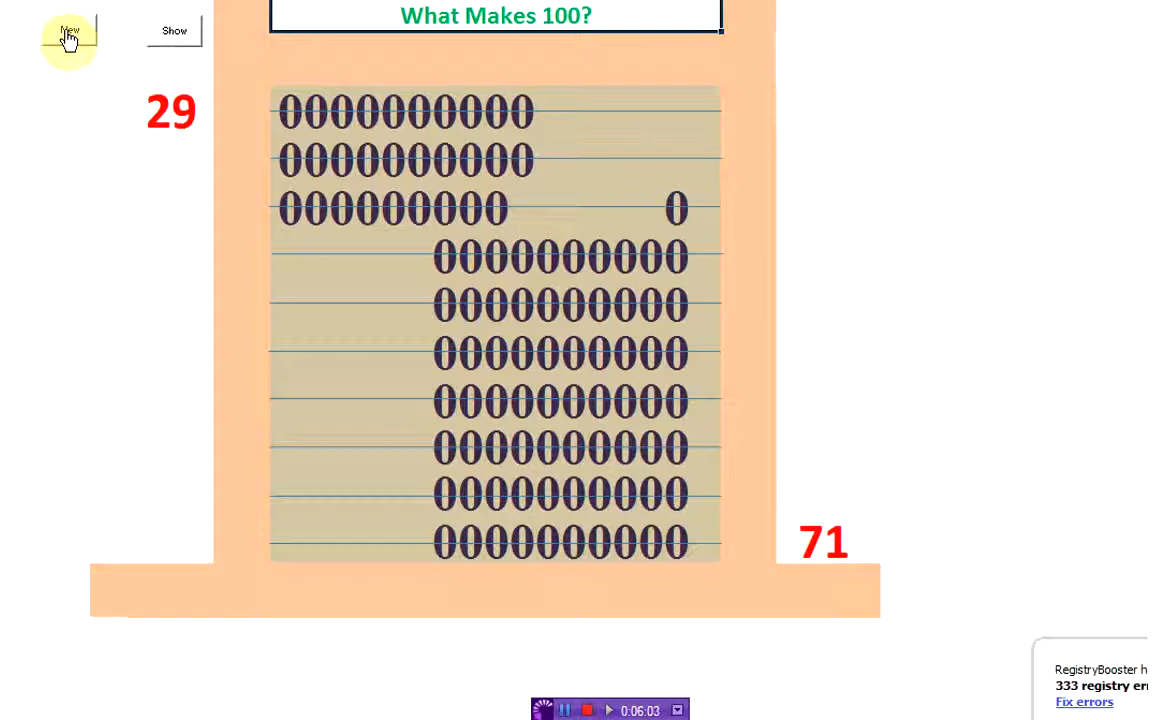 What Makes 100?
New
Show
29
0000000000
0000000000
000000000 0
0000000000
0000000000
0000000000
0000000000
0000000000
0000000000
0000000000
71
RegistryBooster
333 registry
Fix errors
0:06:03